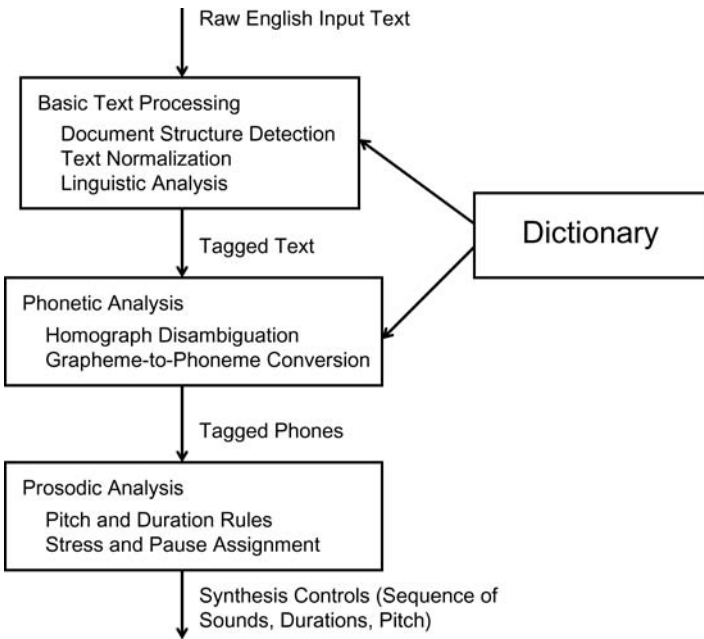 Raw English Input Text
Basic Text Processing
Document Structure Detection
Text Normalization
Linguistic Analysis
Dictionary
Tagged Text
Phonetic Analysis
Homograph Disambiguation
Grapheme-to-Phoneme Conversion
Tagged Phones
Prosodic Analysis
Pitch and Duration Rules
Stress and Pause Assignment
Synthesis Controls (Sequence of
Sounds, Durations, Pitch)